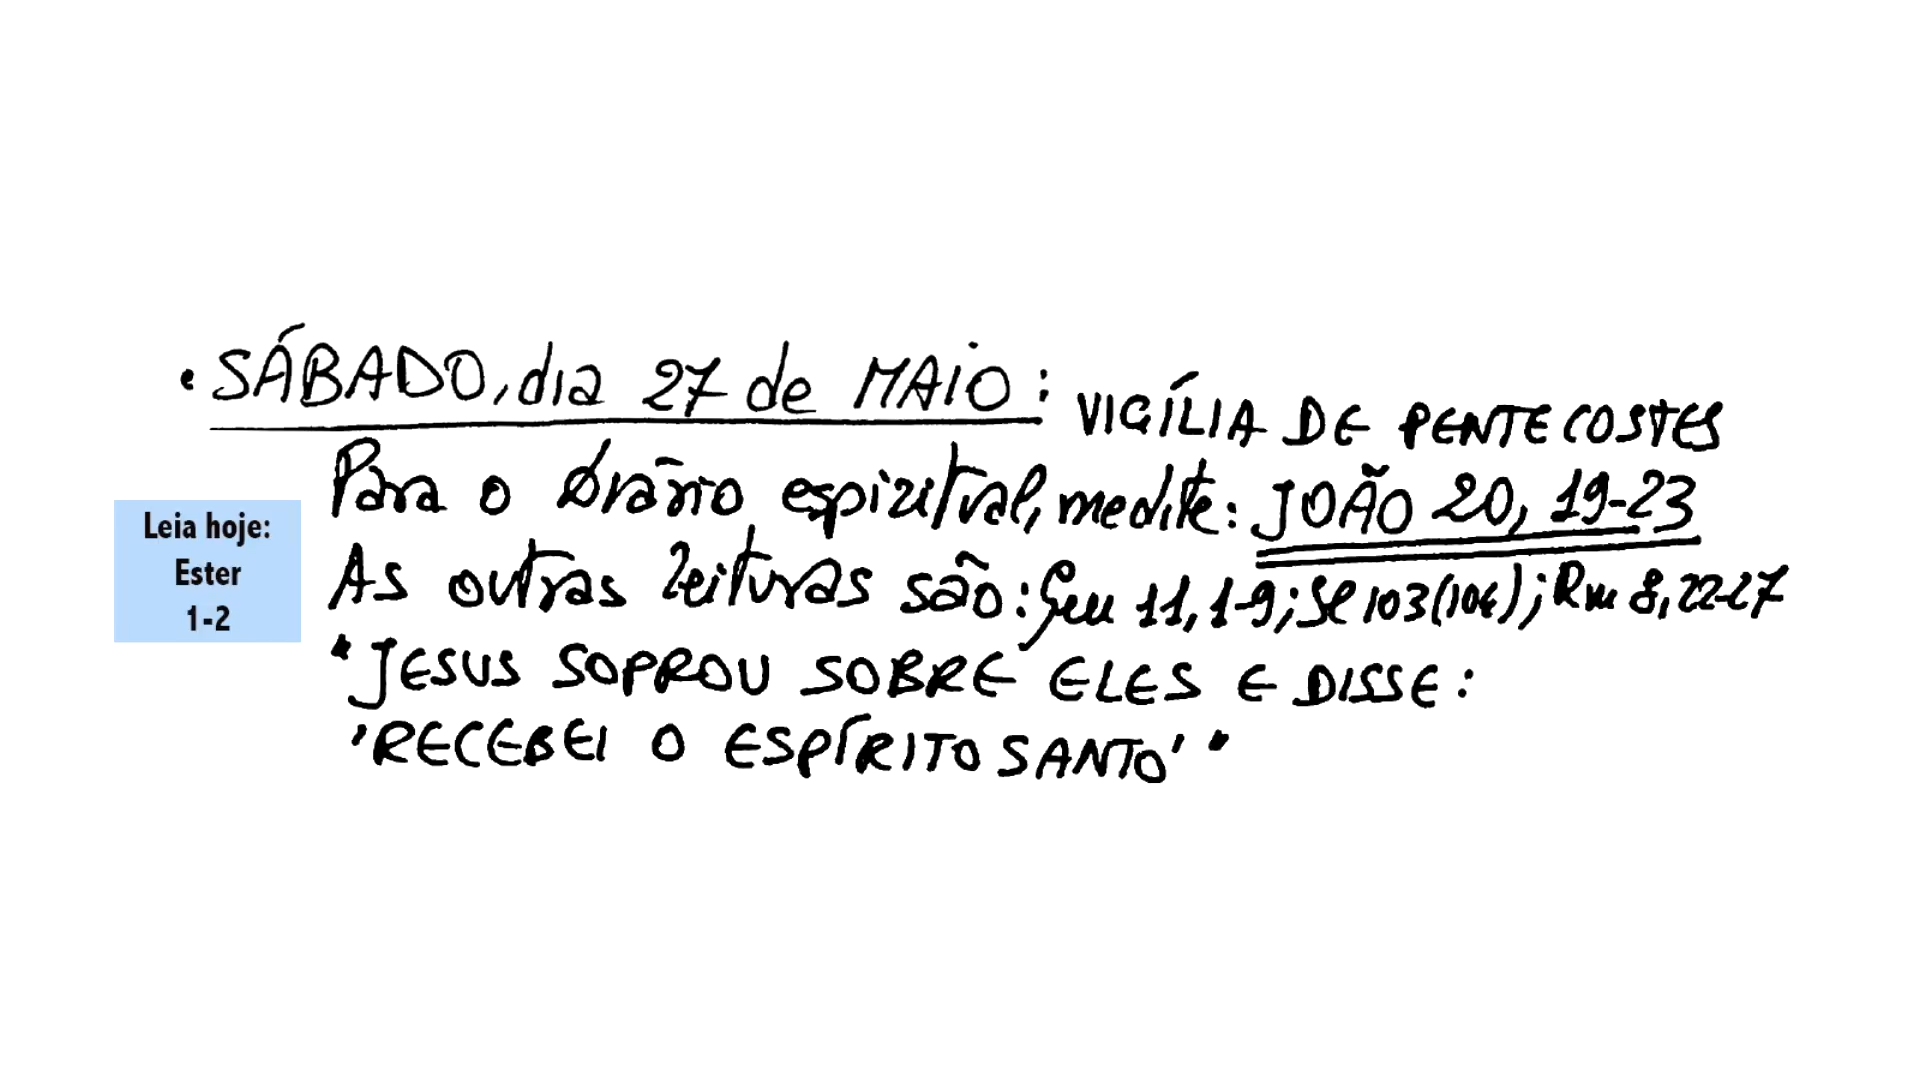 • SÁBADO, dia 27 de MAIO: VIGÍLIA DE PENTECOSTES
Para o diário espiritual, medite: JOÃO 20, 19-23
As outras leituras são: Gen 11, 1-9; Sl 103(104); Rm 8, 22-27
"JESUS SOPROU SOBRE ELES E DISSE:
'RECEBEI O ESPÍRITO SANTO'"
Leia hoje:
Ester
1-2